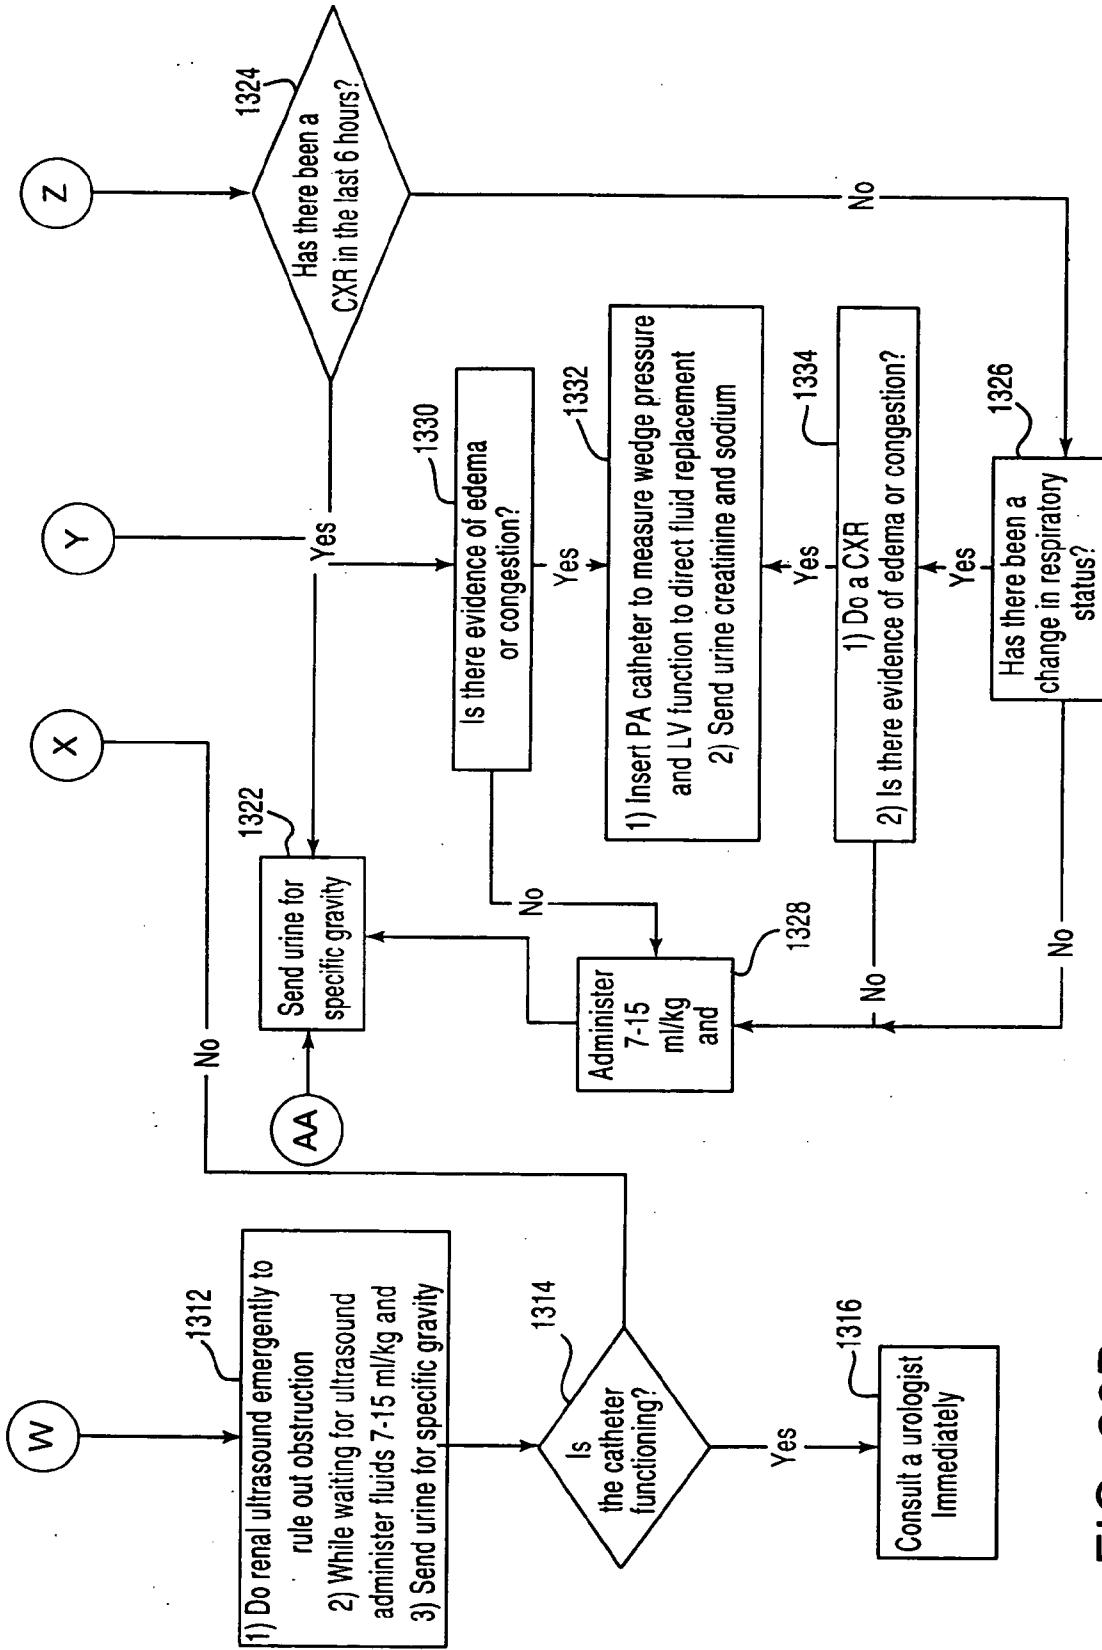 W
X
Y
Z
1312
1) Do renal ultrasound emergently to
rule out obstruction
2) While waiting for ultrasound
administer fluids 7-15 ml/kg and
3) Send urine for specific gravity
1314
Is
the catheter
functioning?
No
Yes
1316
Consult a urologist
Immediately
AA
1322
Send urine for
specific gravity
Yes
1324
Has there been a
CXR in the last 6 hours?
No
1330
Is there evidence of edema
or congestion?
No
Yes
1332
1) Insert PA catheter to measure wedge pressure
and LV function to direct fluid replacement
2) Send urine creatinine and sodium
1328
Administer
7-15
ml/kg
and
Yes
1334
1) Do a CXR
2) Is there evidence of edema or congestion?
No
Yes
1326
Has there been a
change in respiratory
status?
No